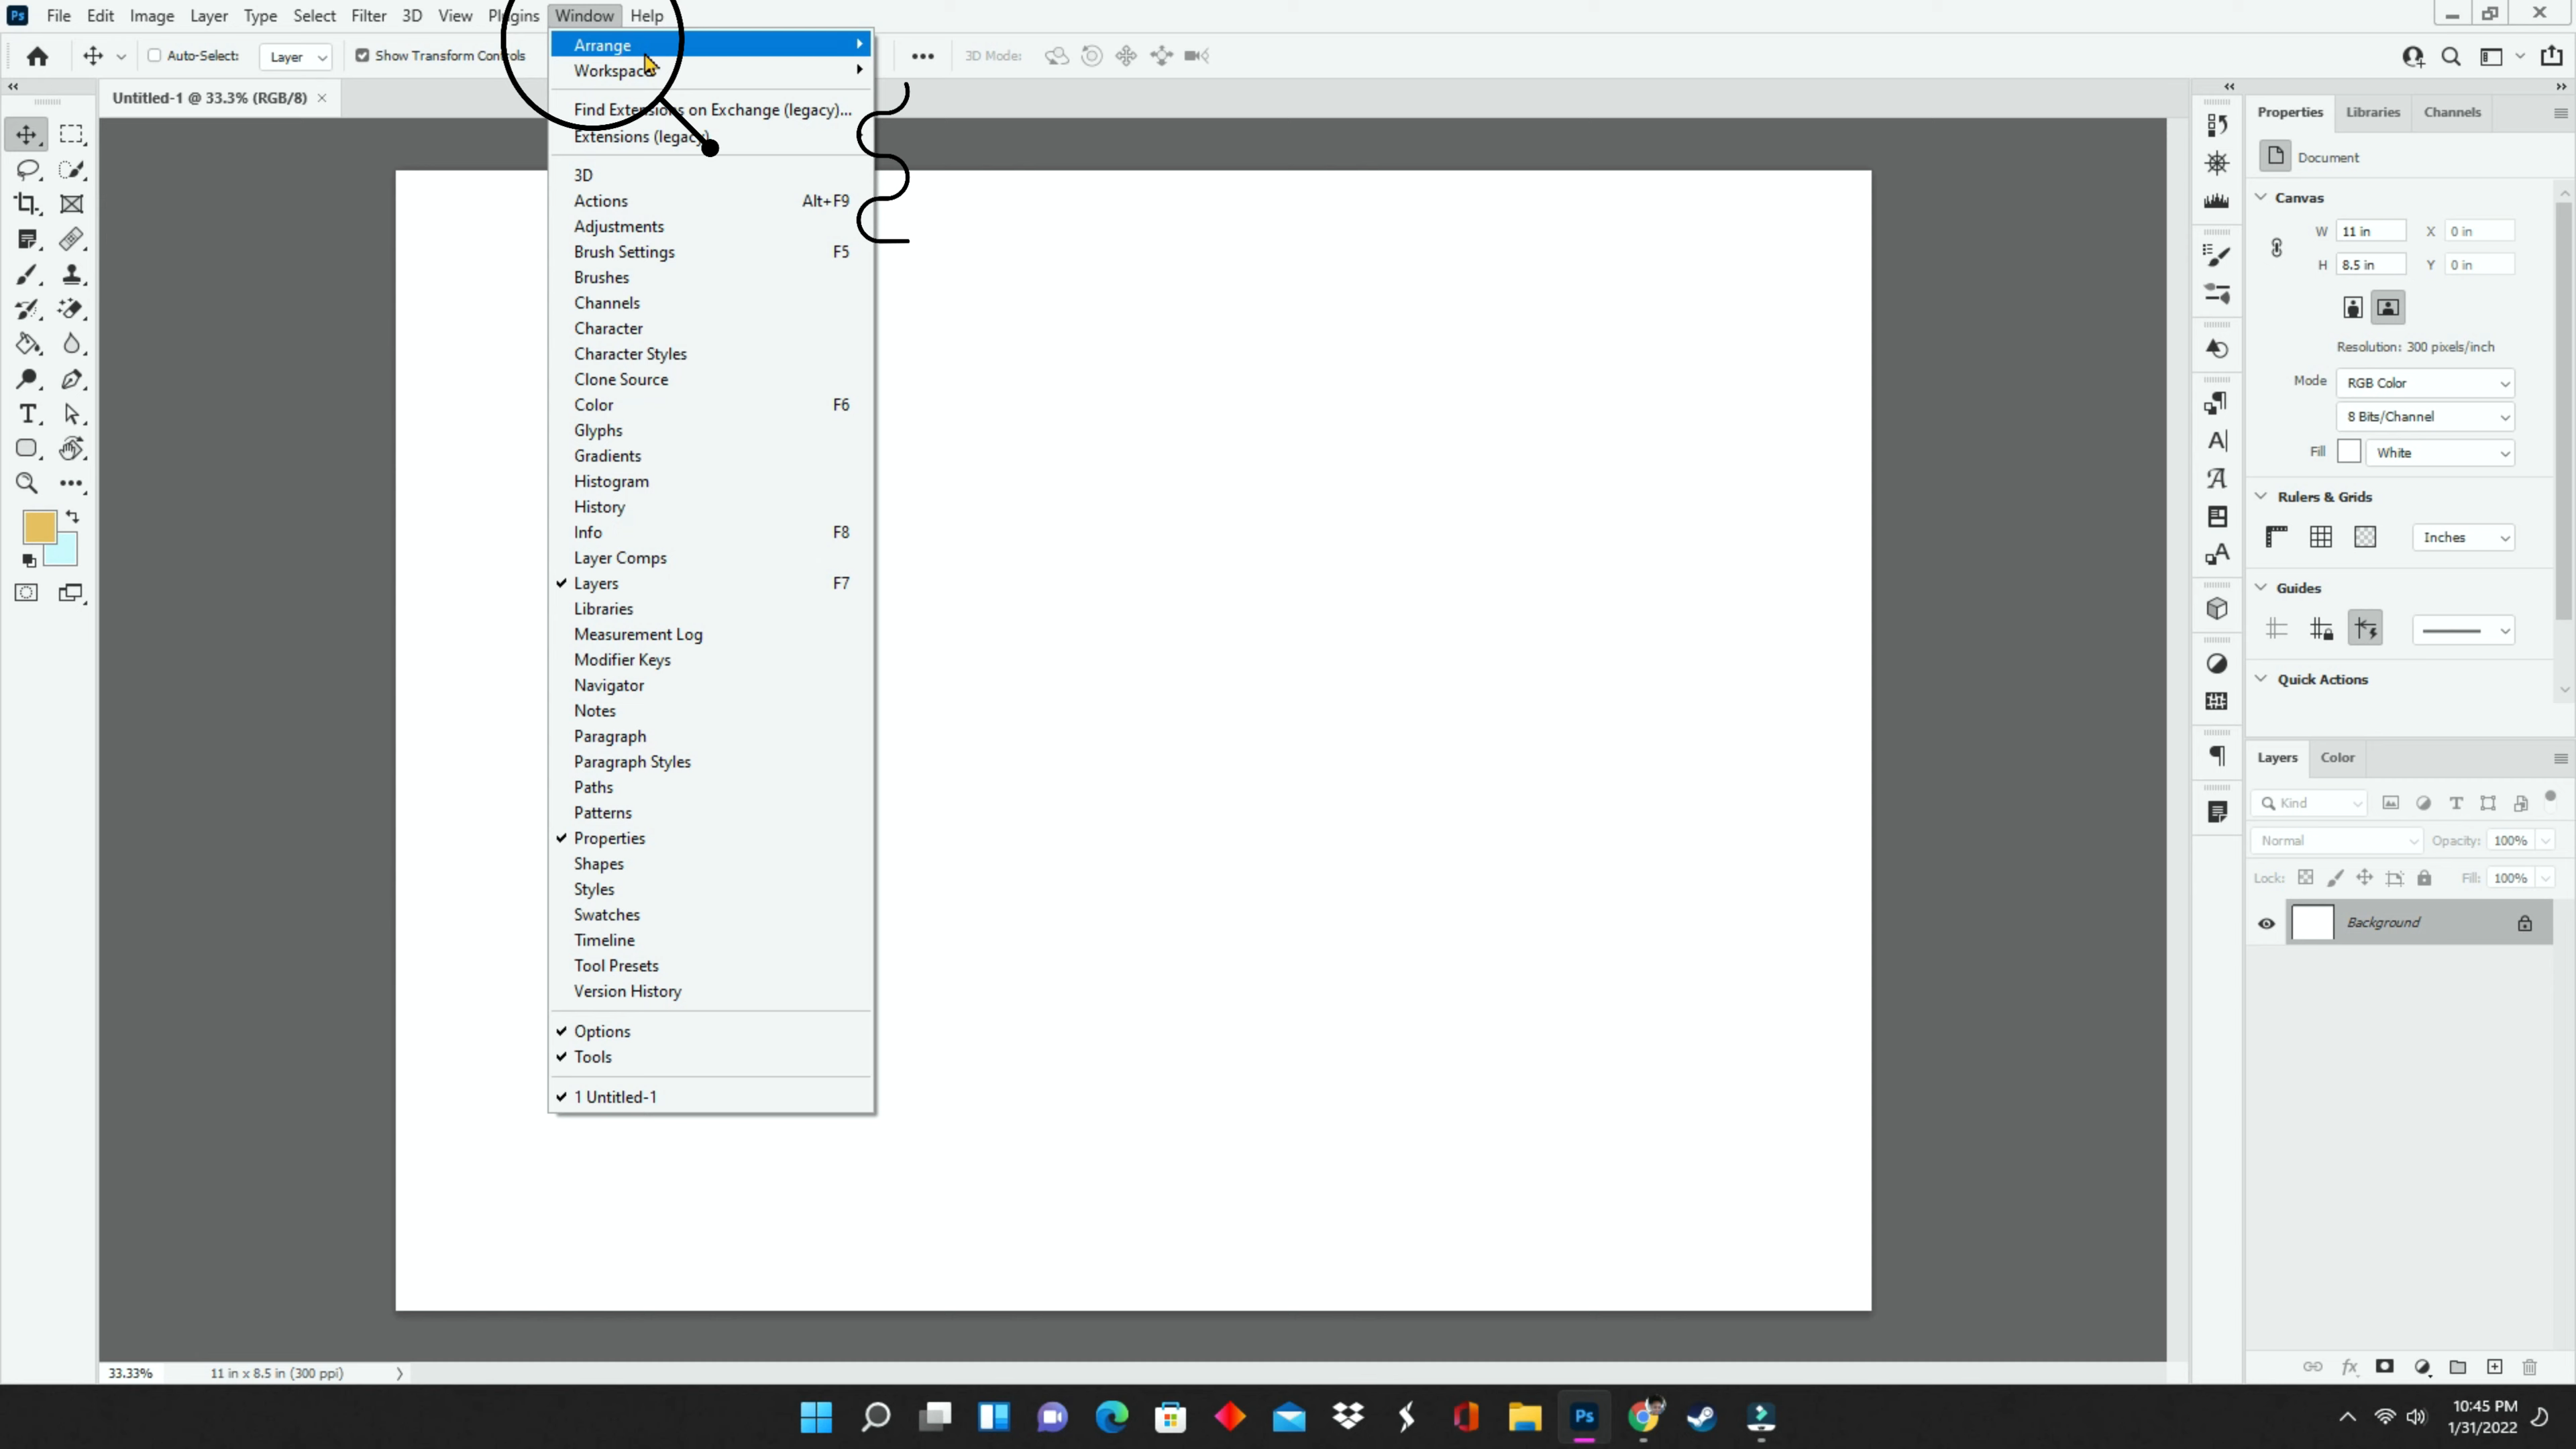 Ps File Edit Image Layer Type Select Filter 3D View Plugins Window Help
Auto-Select: Layer Show Transform Controls 3D Mode:
Untitled-1 @ 33.3% (RGB/8) ×
Arrange
Workspace
Find Extensions on Exchange (legacy)...
Extensions (legacy)
3D
Actions Alt+F9
Adjustments
Brush Settings F5
Brushes
Channels
Character
Character Styles
Clone Source
Color F6
Glyphs
Gradients
Histogram
History
Info F8
Layer Comps
Layers F7
Libraries
Measurement Log
Modifier Keys
Navigator
Notes
Paragraph
Paragraph Styles
Paths
Patterns
Properties
Shapes
Styles
Swatches
Timeline
Tool Presets
Version History
Options
Tools
1 Untitled-1
Properties Libraries Channels
Document
Canvas
W 11 in X 0 in
H 8.5 in Y 0 in
Resolution: 300 pixels/inch
Mode RGB Color
8 Bits/Channel
Fill White
Rulers & Grids
Inches
Guides
Quick Actions
Layers Color
Kind
Normal Opacity: 100%
Lock: Fill: 100%
Background
33.33% 11 in x 8.5 in (300 ppi)
Ps
10:45 PM
1/31/2022